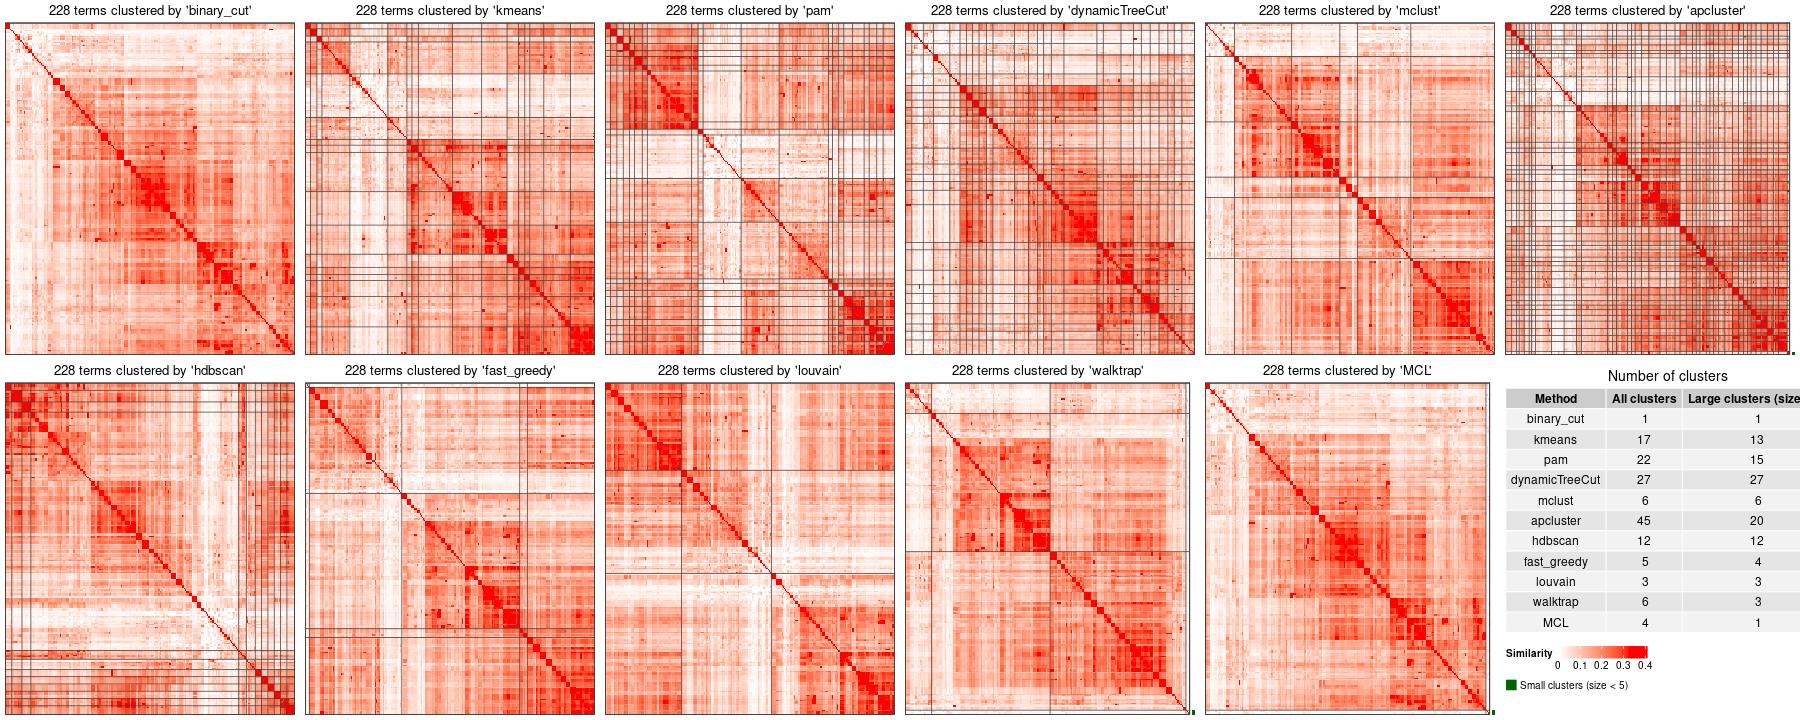 228 terms clustered by 'binary_cut'
228 terms clustered by 'kmeans'
228 terms clustered by 'pam'
228 terms clustered by 'dynamicTreeCut'
228 terms clustered by 'mclust'
228 terms clustered by 'apcluster'
228 terms clustered by 'hdbscan'
228 terms clustered by 'fast_greedy'
228 terms clustered by 'louvain'
228 terms clustered by 'walktrap'
228 terms clustered by 'MCL'
Number of clusters
Method All clusters Large clusters (size
binary_cut 1 1
kmeans 17 13
pam 22 15
dynamicTreeCut 27 27
mclust 6 6
apcluster 45 20
hdbscan 12 12
fast_greedy 5 4
louvain 3 3
walktrap 6 3
MCL 4 1
Similarity
0 0.1 0.2 0.3 0.4
Small clusters (size < 5)